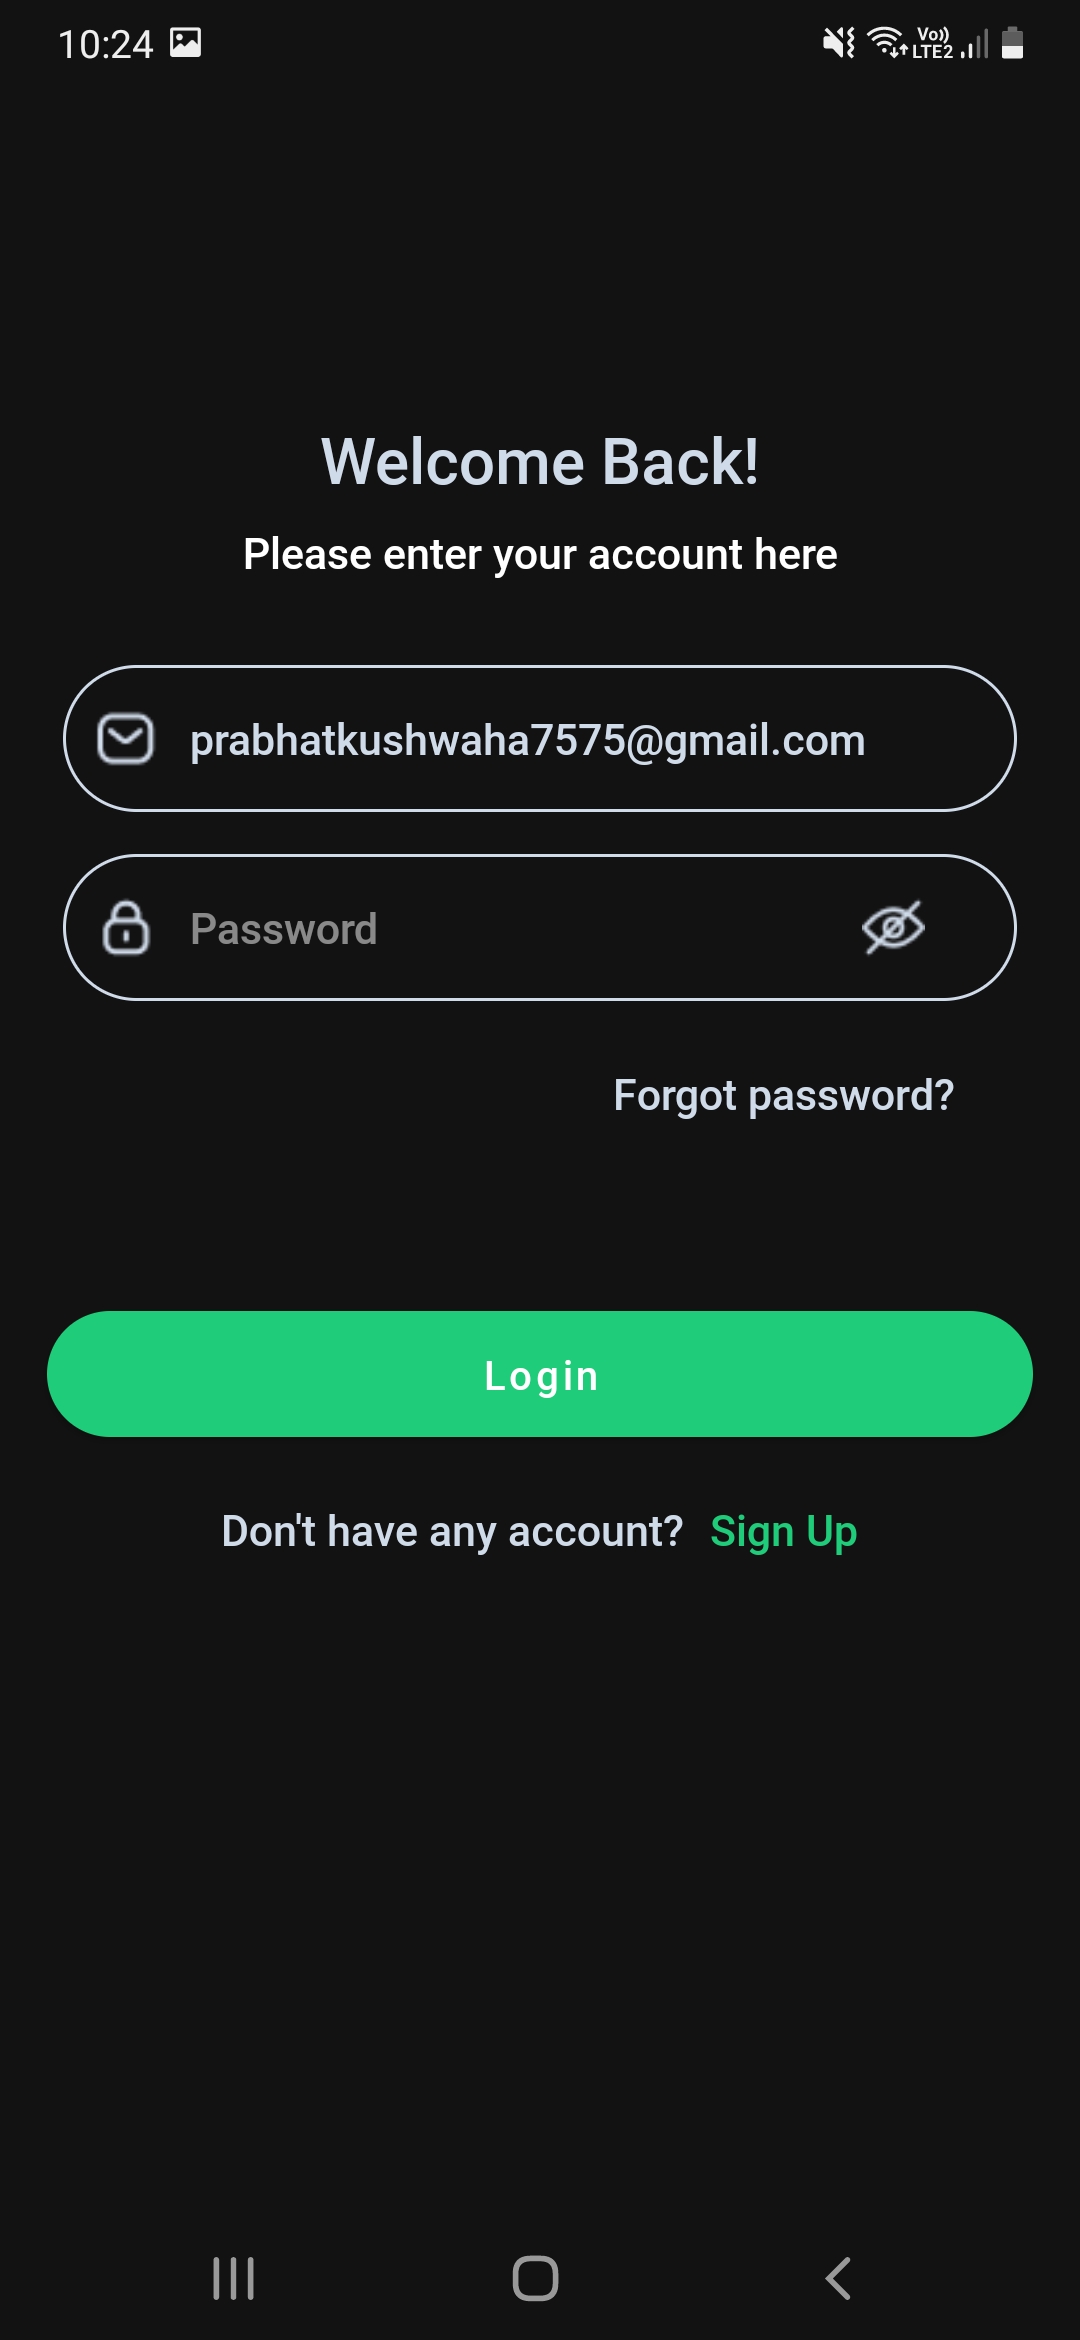 10:24 Vo)) LTE2
Welcome Back!
Please enter your account here
prabhatkushwaha7575@gmail.com
Password
Forgot password?
Login
Don't have any account? Sign Up